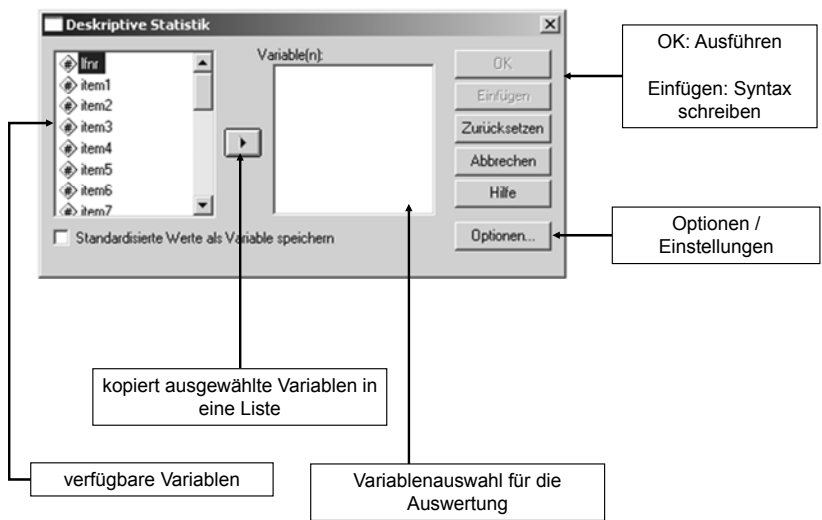 Deskriptive Statistik
lfnr
item1
item2
item3
item4
item5
item6
item7
Variable(n):
OK
Einfügen
Zurücksetzen
Abbrechen
Hilfe
Optionen...
Standardisierte Werte als Variable speichern
OK: Ausführen
Einfügen: Syntax
schreiben
Optionen /
Einstellungen
kopiert ausgewählte Variablen in
eine Liste
verfügbare Variablen
Variablenauswahl für die
Auswertung